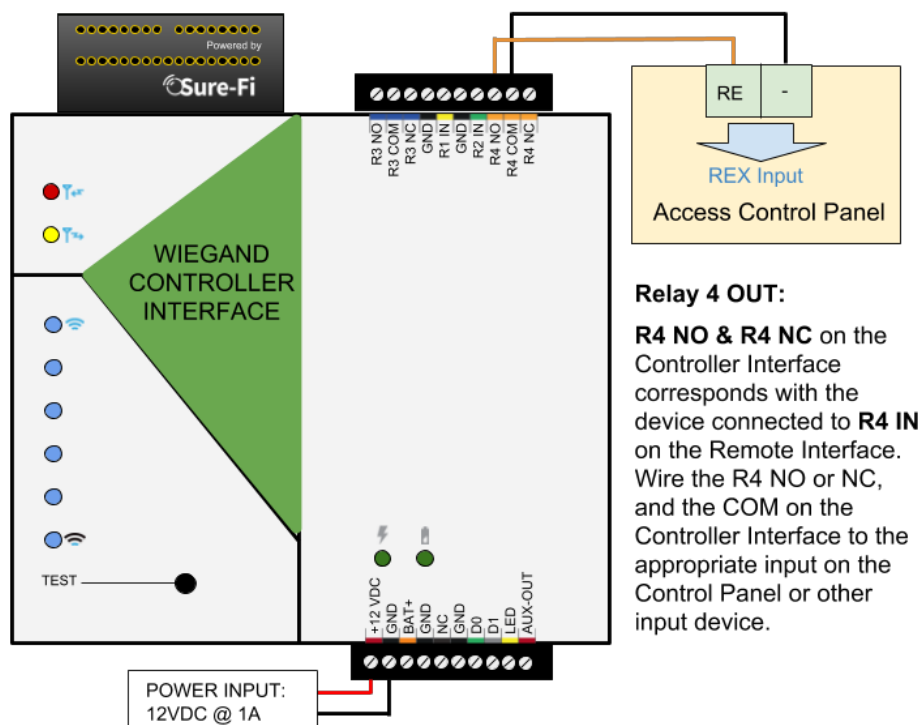 Powered by
Sure-Fi
R3 NO
R3 COM
R3 NC
GND
R1 IN
GND
R2 IN
R4 NO
R4 COM
R4 NC
RE
-
REX Input
Access Control Panel
WIEGAND
CONTROLLER
INTERFACE
Relay 4 OUT:
R4 NO & R4 NC on the
Controller Interface
corresponds with the
device connected to R4 IN
on the Remote Interface.
Wire the R4 NO or NC,
and the COM on the
Controller Interface to the
appropriate input on the
Control Panel or other
input device.
TEST
+12 VDC
GND
BAT+
GND
NC
GND
D0
D1
LED
AUX-OUT
POWER INPUT:
12VDC @ 1A